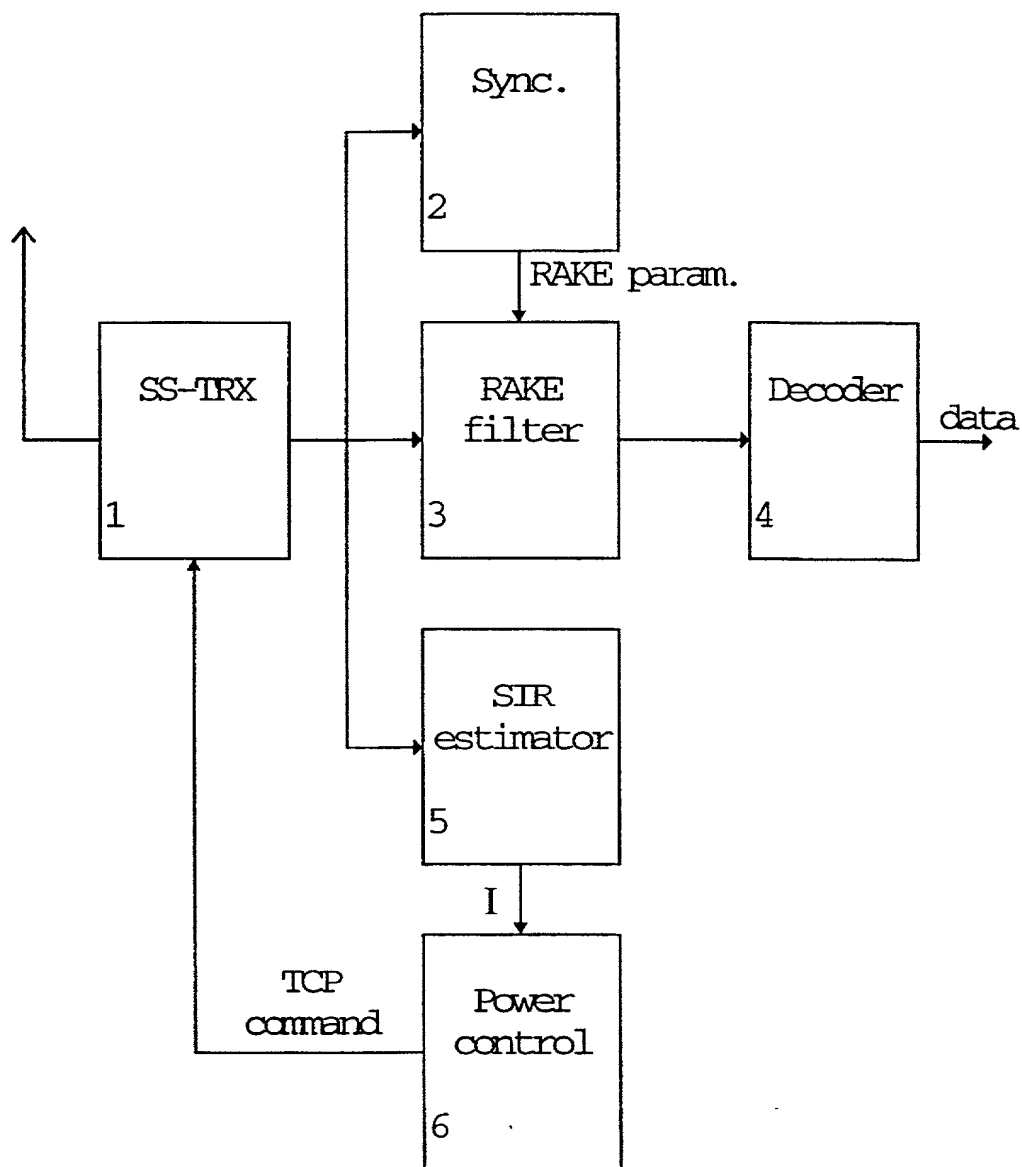 Sync.
2
RAKE param.
SS-TRX
1
RAKE
filter
3
Decoder
4
data
SIR
estimator
5
I
TCP
command
Power
control
6